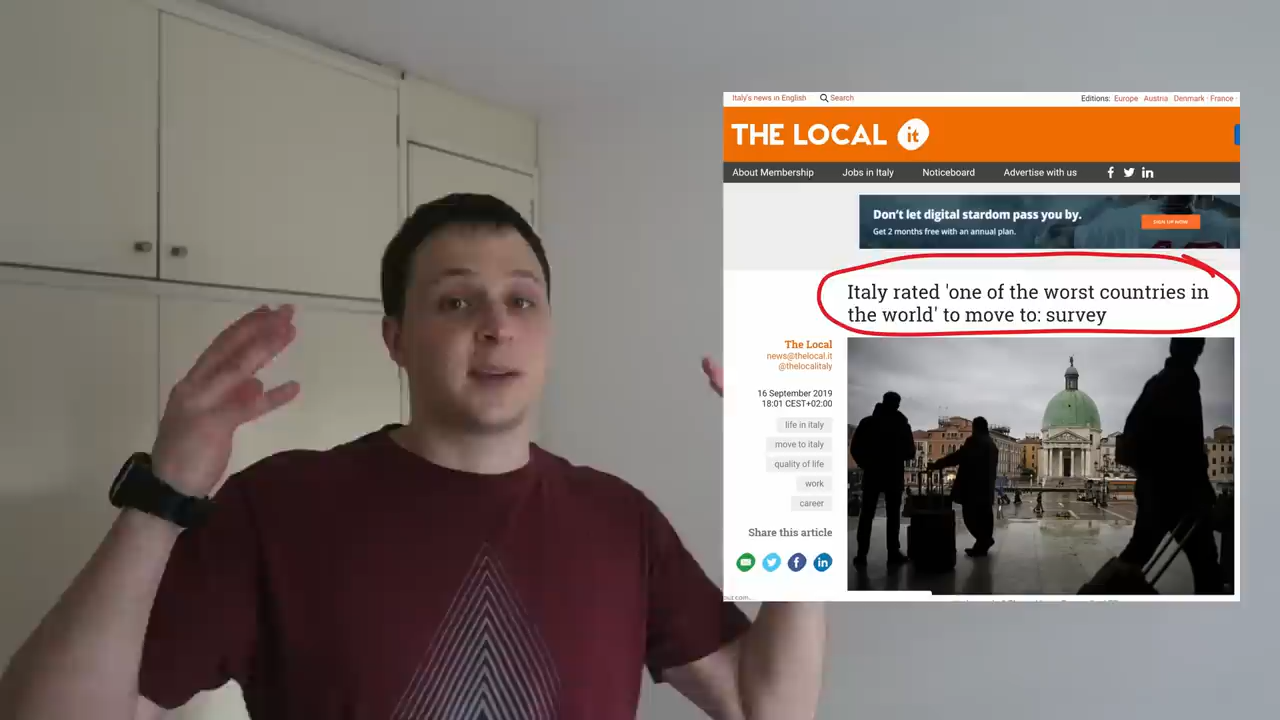 Italy's news in English Search Editions: Europe Austria Denmark · France ·
THE LOCAL it
About Membership Jobs in Italy Noticeboard Advertise with us
Don't let digital stardom pass you by.
Get 2 months free with an annual plan.
SIGN UP NOW
Italy rated 'one of the worst countries in
the world' to move to: survey
The Local
news@thelocal.it
@thelocalitaly
16 September 2019
18:01 CEST+02:00
life in italy
move to italy
quality of life
work
career
Share this article